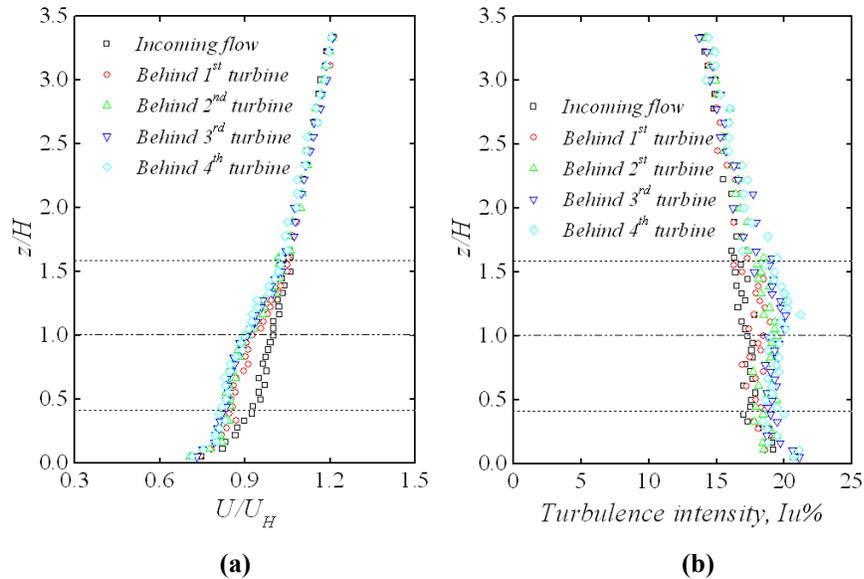 3.5
3.0
2.5
2.0
1.5
1.0
0.5
0.0
z/H
Incoming flow
Behind 1st turbine
Behind 2nd turbine
Behind 3rd turbine
Behind 4th turbine
0.3 0.6 0.9 1.2 1.5
U/UH
(a)
3.5
3.0
2.5
2.0
1.5
1.0
0.5
0.0
z/H
Incoming flow
Behind 1st turbine
Behind 2st turbine
Behind 3rd turbine
Behind 4th turbine
0 5 10 15 20 25
Turbulence intensity, Iu%
(b)